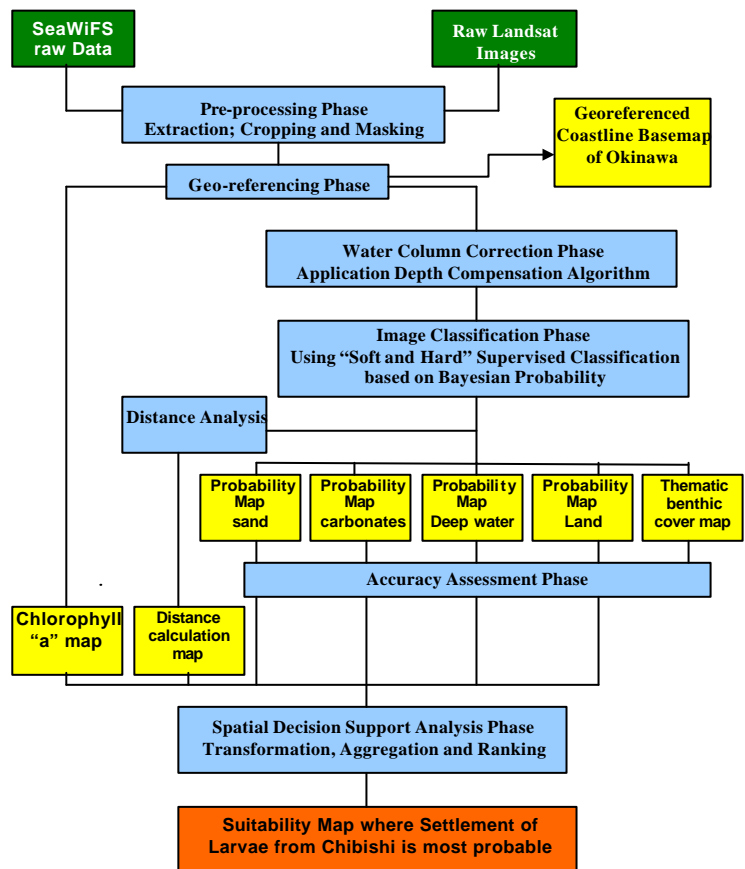 SeaWiFS
raw Data
Raw Landsat
Images
Pre-processing Phase
Extraction; Cropping and Masking
Georeferenced
Coastline Basemap
of Okinawa
Geo-referencing Phase
Water Column Correction Phase
Application Depth Compensation Algorithm
Image Classification Phase
Using “Soft and Hard” Supervised Classification
based on Bayesian Probability
Distance Analysis
Probability
Map
sand
Probability
Map
carbonates
Probability
Map
Deep water
Probability
Map
Land
Thematic
benthic
cover map
Accuracy Assessment Phase
Chlorophyll
“a” map
Distance
calculation
map
Spatial Decision Support Analysis Phase
Transformation, Aggregation and Ranking
Suitability Map where Settlement of
Larvae from Chibishi is most probable